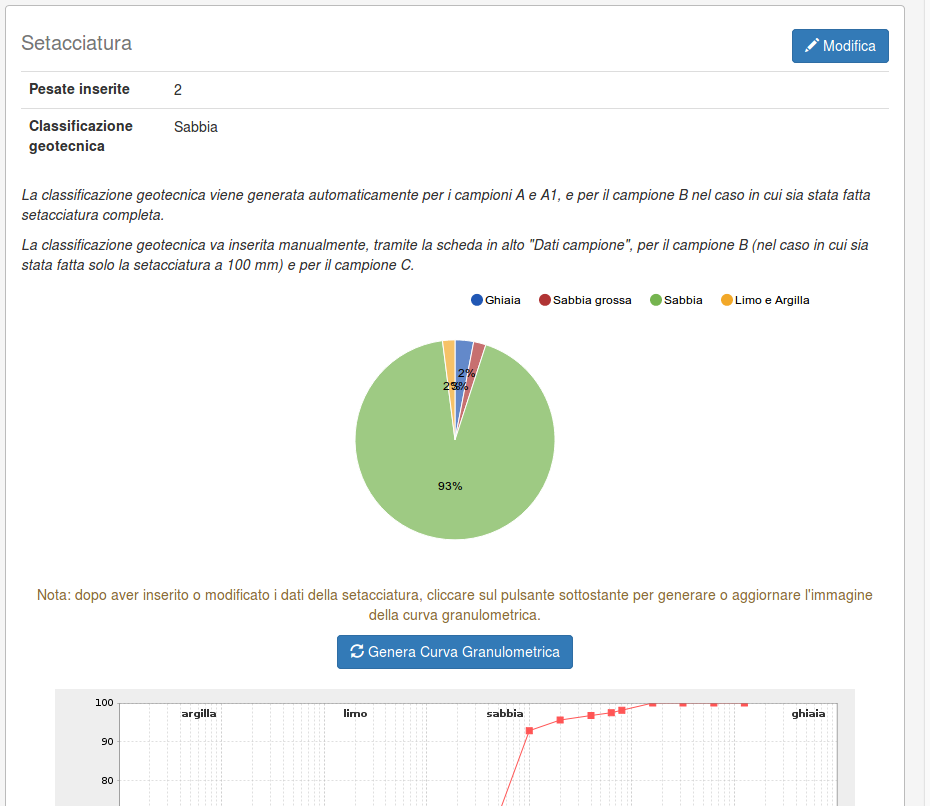 Setacciatura
Modifica
Pesate inserite 2
Classificazione geotecnica Sabbia
La classificazione geotecnica viene generata automaticamente per i campioni A e A1, e per il campione B nel caso in cui sia stata fatta
setacciatura completa.
La classificazione geotecnica va inserita manualmente, tramite la scheda in alto "Dati campione", per il campione B (nel caso in cui sia
stata fatta solo la setacciatura a 100 mm) e per il campione C.
Ghiaia Sabbia grossa Sabbia Limo e Argilla
2%
2% 3%
93%
Nota: dopo aver inserito o modificato i dati della setacciatura, cliccare sul pulsante sottostante per generare o aggiornare l'immagine
della curva granulometrica.
Genera Curva Granulometrica
100
argilla limo sabbia ghiaia
90
80